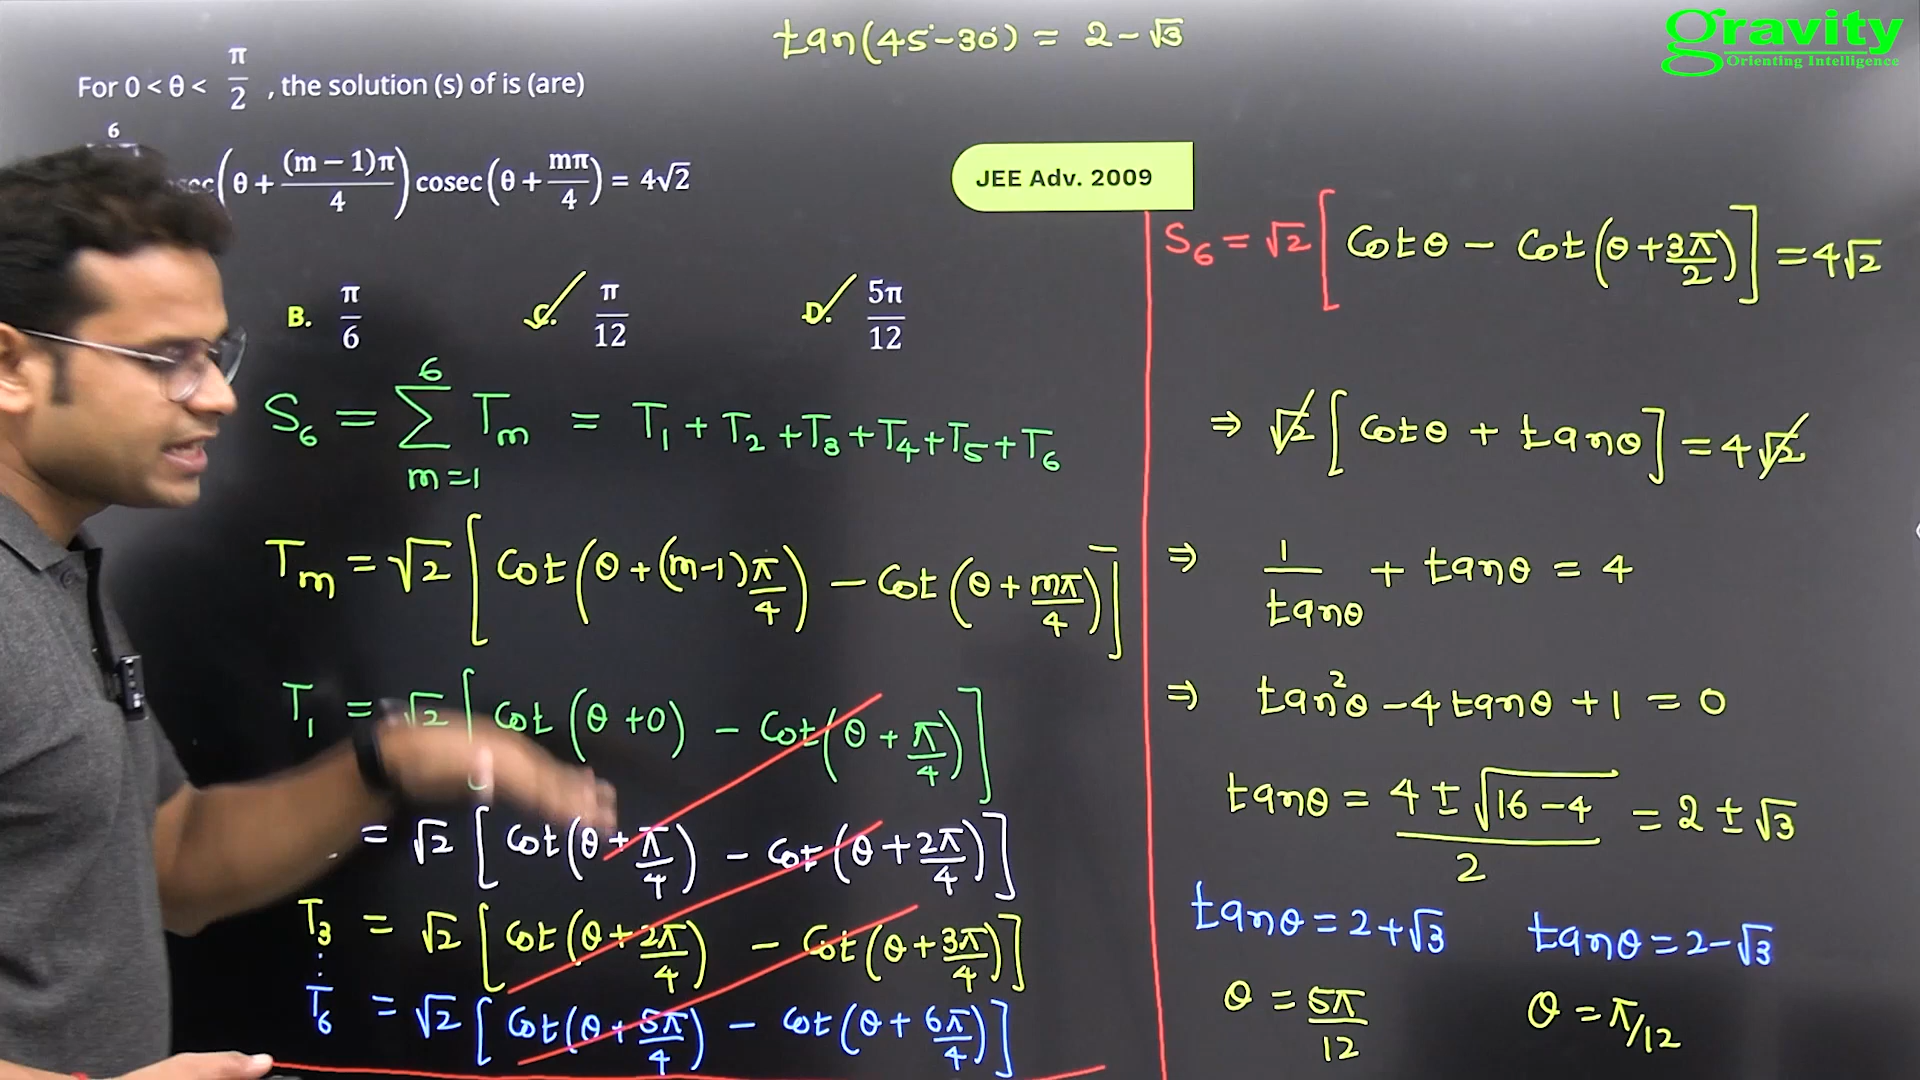 tan(45°-30°) = 2-√3
gravity
Orienting Intelligence
For 0 < θ < π/2 , the solution (s) of is (are)
6
sec(θ + (m − 1)π/4) cosec(θ + mπ/4) = 4√2
JEE Adv. 2009
B. π/6 C. π/12 D. 5π/12
S₆ = ∑⁶ₘ₌₁ Tₘ = T₁ + T₂ + T₃ + T₄ + T₅ + T₆
Tₘ = √2 [Cot(θ + (m-1)π/4) − Cot(θ + mπ/4)]
T₁ = √2 [Cot(θ + 0) − Cot(θ + π/4)]
= √2 [Cot(θ + π/4) − Cot(θ + 2π/4)]
T₃ = √2 [Cot(θ + 2π/4) − Cot(θ + 3π/4)]
⋮
T₆ = √2 [Cot(θ + 5π/4) − Cot(θ + 6π/4)]
S₆ = √2 [Cotθ − Cot(θ + 3π/2)] = 4√2
⇒ √2 [Cotθ + tanθ] = 4√2
⇒ 1/tanθ + tanθ = 4
⇒ tan²θ − 4tanθ + 1 = 0
tanθ = (4 ± √16 − 4)/2 = 2 ± √3
tanθ = 2+√3 tanθ = 2-√3
θ = 5π/12 θ = π/12